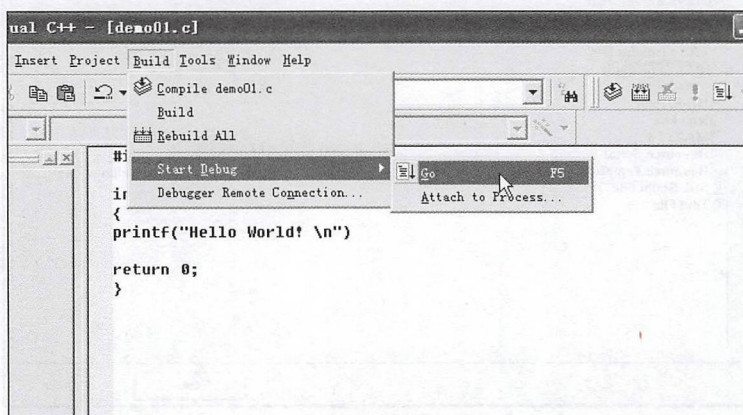 ual C++ - [demo01.c]
Insert Project Build Tools Window Help
Compile demo01.c
Build
Rebuild All
Start Debug
Go F5
Debugger Remote Connection...
Attach to Process...
{
printf("Hello World! \n")
return 0;
}